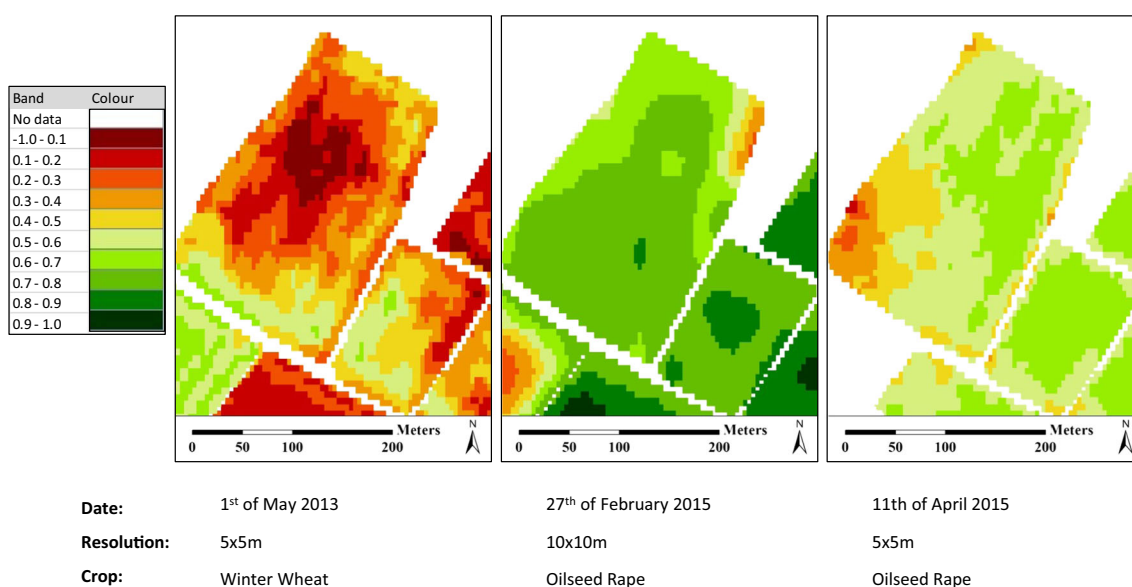 Band Colour
No data
-1.0 - 0.1
0.1 - 0.2
0.2 - 0.3
0.3 - 0.4
0.4 - 0.5
0.5 - 0.6
0.6 - 0.7
0.7 - 0.8
0.8 - 0.9
0.9 - 1.0
Meters N
0 50 100 200
Meters N
0 50 100 200
Meters N
0 50 100 200
Date: 1st of May 2013 27th of February 2015 11th of April 2015
Resolution: 5x5m 10x10m 5x5m
Crop: Winter Wheat Oilseed Rape Oilseed Rape